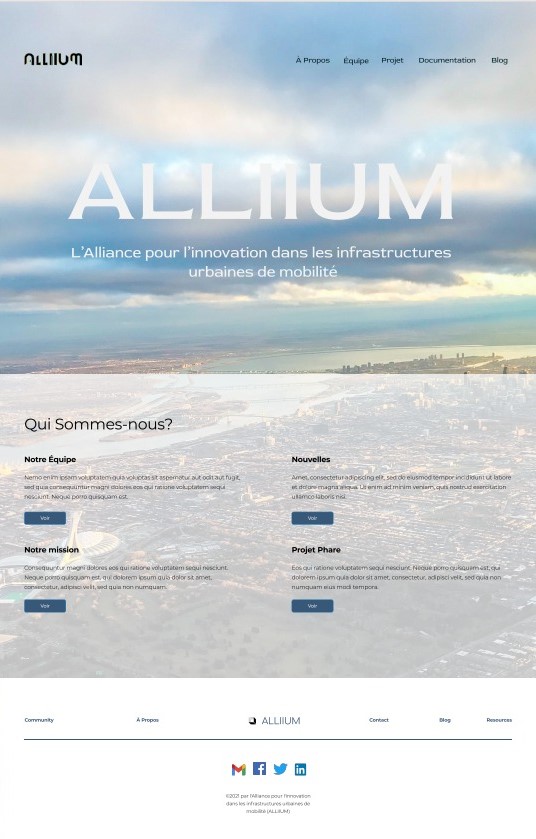 ALLIIUM
À Propos Équipe Projet Documentation Blog
ALLIIUM
L'Alliance pour l'innovation dans les infrastructures
urbaines de mobilité
Qui Sommes-nous?
Notre Équipe
Nemo enim ipsam voluptatem quia voluptas sit aspernatur aut odit aut fugit,
sed quia consequuntur magni dolores eos qui ratione voluptatem sequi
nesciunt. Neque porro quisquam est,
Voir
Nouvelles
Amet, consectetur adipiscing elit, sed do eiusmod tempor incididunt ut labore
et dolore magna aliqua. Ut enim ad minim veniam, quis nostrud exercitation
ullamco laboris nisi.
Voir
Notre mission
Consequuntur magni dolores eos qui ratione voluptatem sequi nesciunt.
Neque porro quisquam est, qui dolorem ipsum quia dolor sit amet,
consectetur, adipisci velit, sed quia non numquam.
Voir
Projet Phare
Eos qui ratione voluptatem sequi nesciunt. Neque porro quisquam est, qui
dolorem ipsum quia dolor sit amet, consectetur, adipisci velit, sed quia non
numquam eius modi tempora.
Voir
Community À Propos ALLIIUM Contact Blog Resources
©2021 par l'Alliance pour l'innovation
dans les infrastructures urbaines de
mobilité (ALLIIUM)